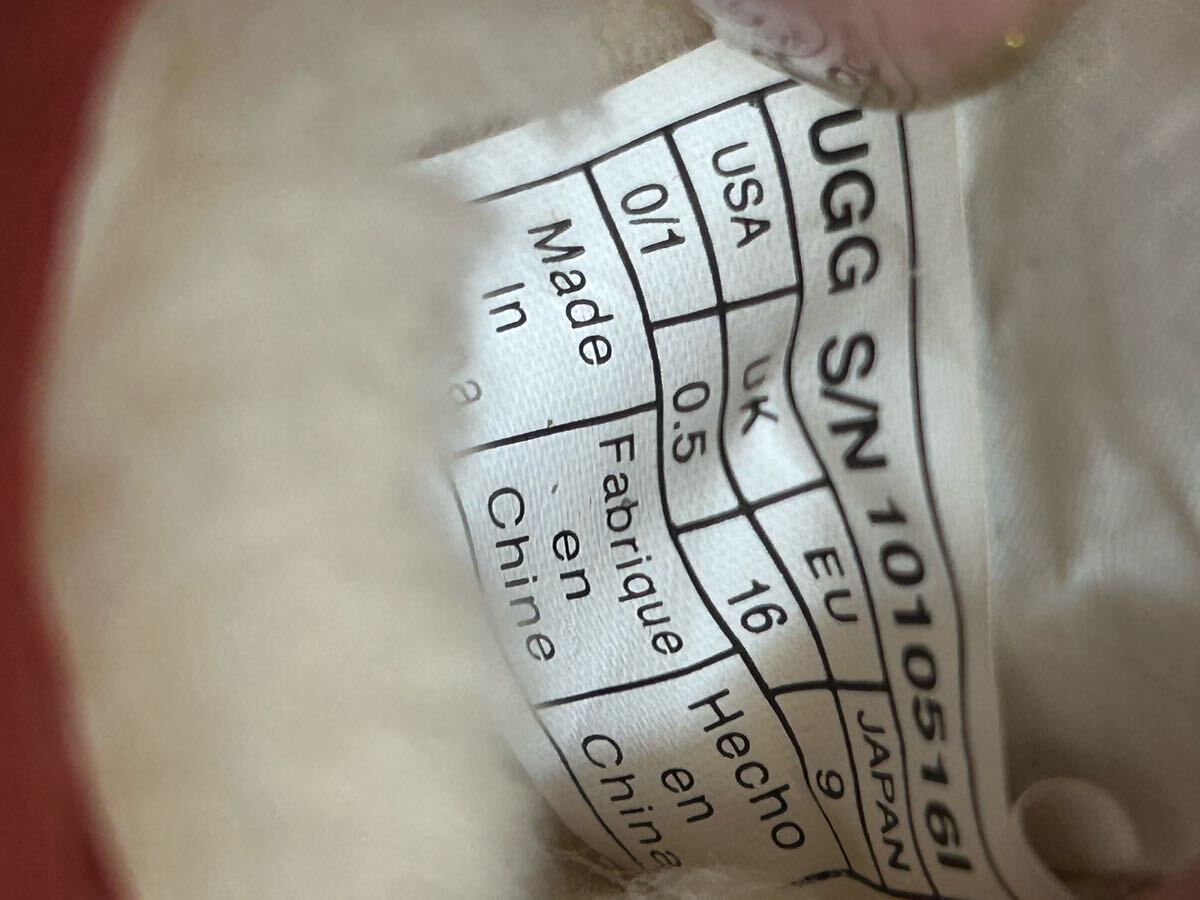 UGG S/N 1010516I
USA UK EU JAPAN
0/1 0.5 16 9
Made Fabrique Hecho
In en en
Chine China